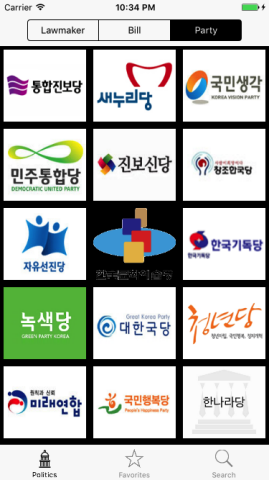 Carrier 10:34 PM
Lawmaker Bill Party
통합진보당
새누리당
국민생각
KOREA VISION PARTY
민주통합당
DEMOCRATIC UNITED PARTY
진보신당
창조한국당
자유선진당
한국기독당
한국기독당
녹색당
GREEN PARTY KOREA
Great Korea Party
대한국당
청년당
원칙과 신뢰
미래연합
국민행복당
People's Happiness Party
한나라당
Politics Favorites Search